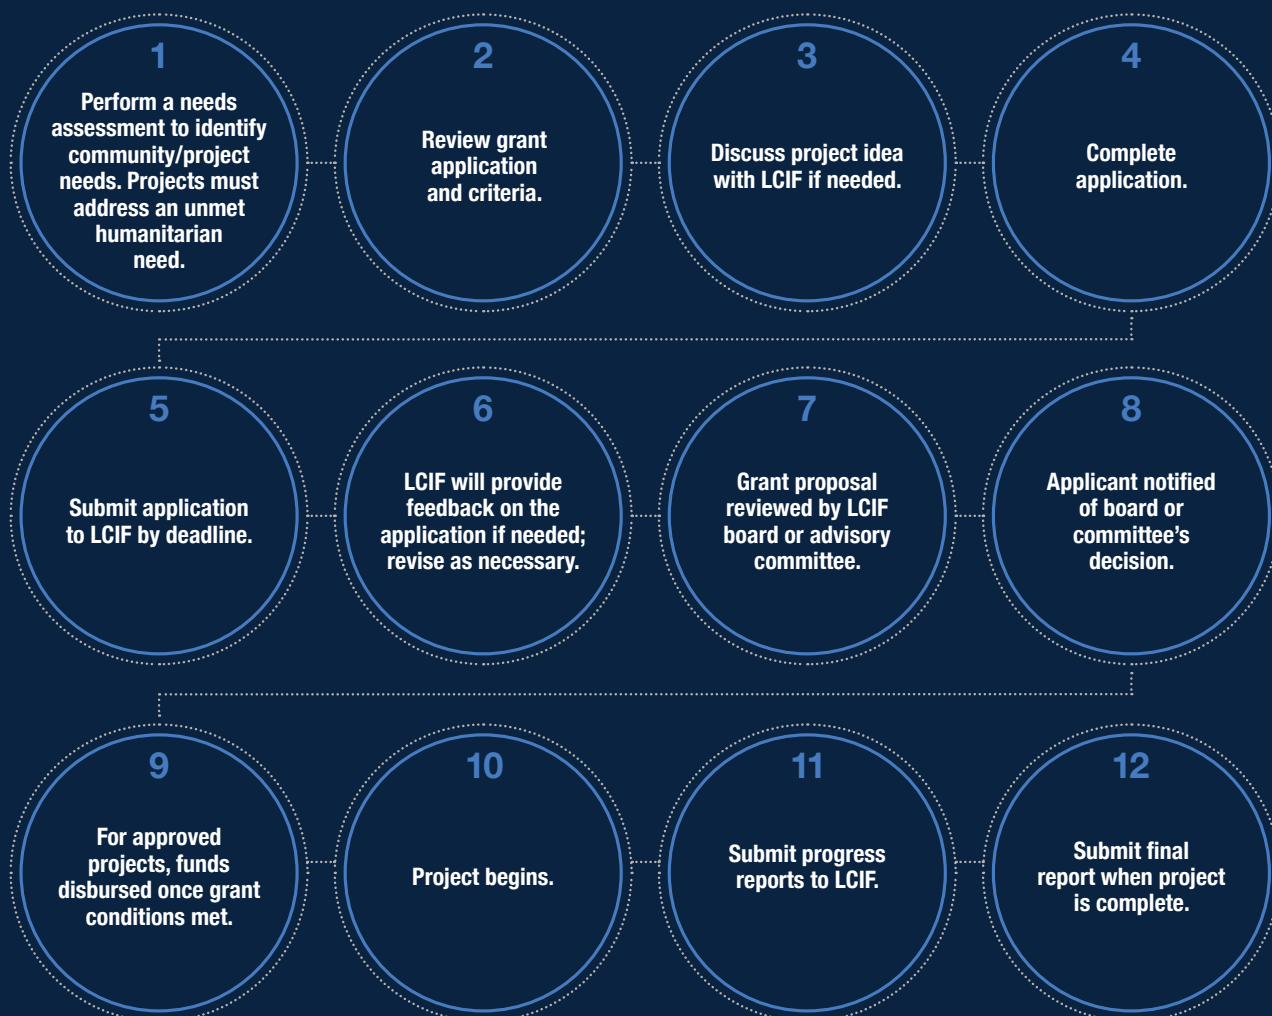 1
Perform a needs
assessment to identify
community/project
needs. Projects must
address an unmet
humanitarian
need.
2
Review grant
application
and criteria.
3
Discuss project idea
with LCIF if needed.
4
Complete
application.
5
Submit application
to LCIF by deadline.
6
LCIF will provide
feedback on the
application if needed;
revise as necessary.
7
Grant proposal
reviewed by LCIF
board or advisory
committee.
8
Applicant notified
of board or
committee’s
decision.
9
For approved
projects, funds
disbursed once grant
conditions met.
10
Project begins.
11
Submit progress
reports to LCIF.
12
Submit final
report when project
is complete.